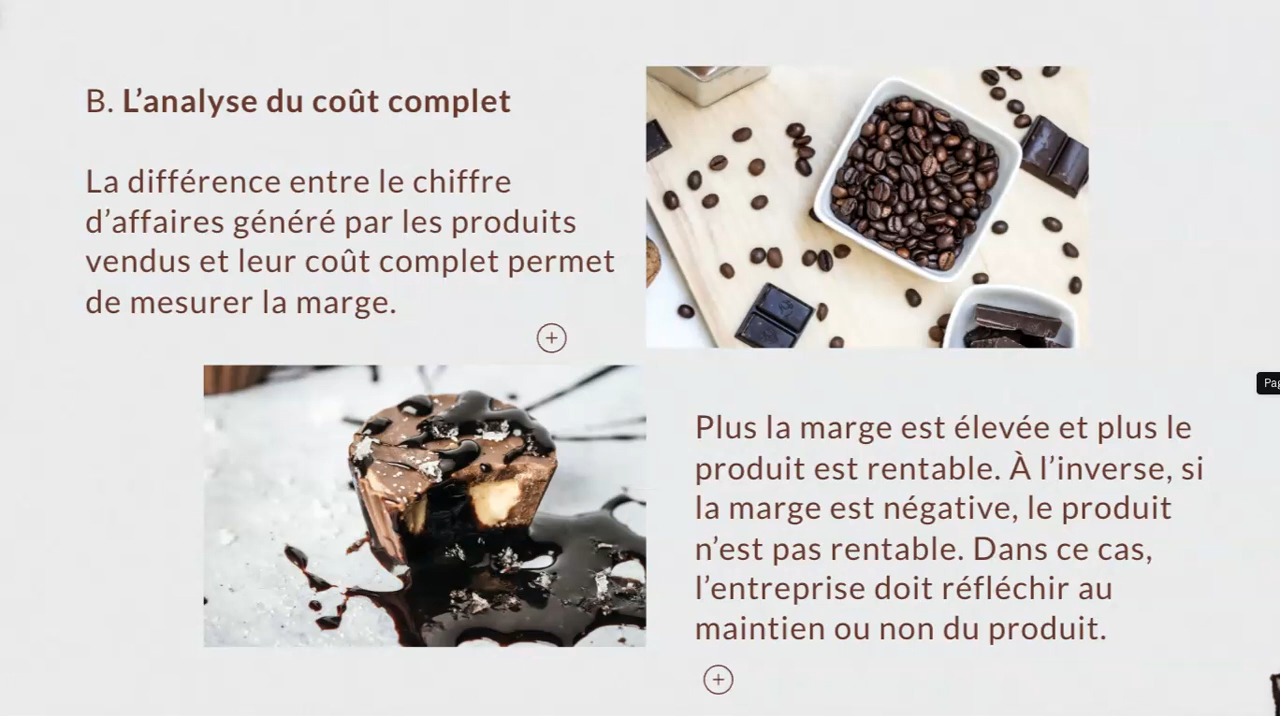 B. L’analyse du coût complet
La différence entre le chiffre
d’affaires généré par les produits
vendus et leur coût complet permet
de mesurer la marge.
Plus la marge est élevée et plus le
produit est rentable. À l’inverse, si
la marge est négative, le produit
n’est pas rentable. Dans ce cas,
l’entreprise doit réfléchir au
maintien ou non du produit.